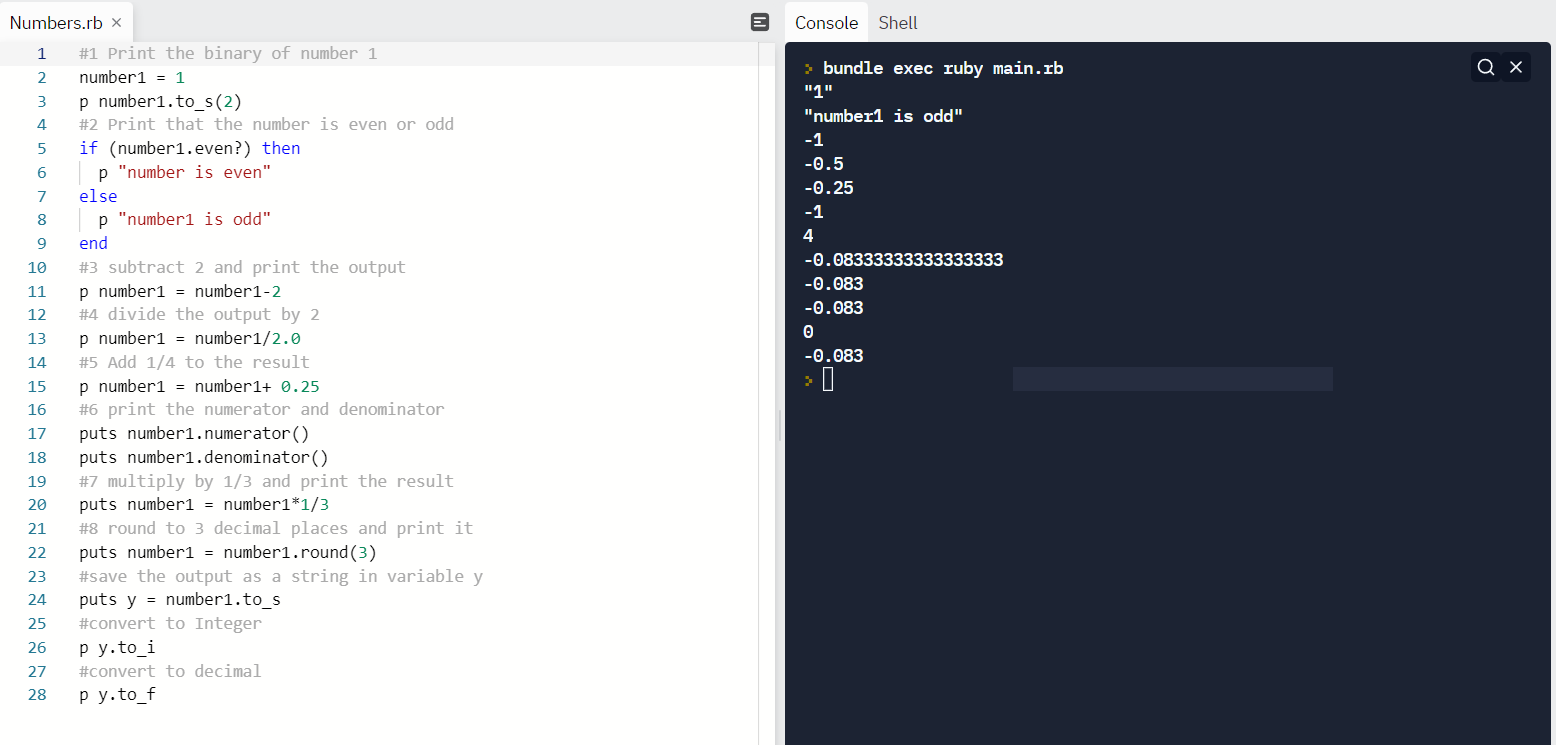 Numbers.rb ×
1 #1 Print the binary of number 1
2 number1 = 1
3 p number1.to_s(2)
4 #2 Print that the number is even or odd
5 if (number1.even?) then
6 p "number is even"
7 else
8 p "number1 is odd"
9 end
10 #3 subtract 2 and print the output
11 p number1 = number1-2
12 #4 divide the output by 2
13 p number1 = number1/2.0
14 #5 Add 1/4 to the result
15 p number1 = number1+ 0.25
16 #6 print the numerator and denominator
17 puts number1.numerator()
18 puts number1.denominator()
19 #7 multiply by 1/3 and print the result
20 puts number1 = number1*1/3
21 #8 round to 3 decimal places and print it
22 puts number1 = number1.round(3)
23 #save the output as a string in variable y
24 puts y = number1.to_s
25 #convert to Integer
26 p y.to_i
27 #convert to decimal
28 p y.to_f
Console Shell
> bundle exec ruby main.rb
"1"
"number1 is odd"
-1
-0.5
-0.25
-1
4
-0.08333333333333333
-0.083
-0.083
0
-0.083
>